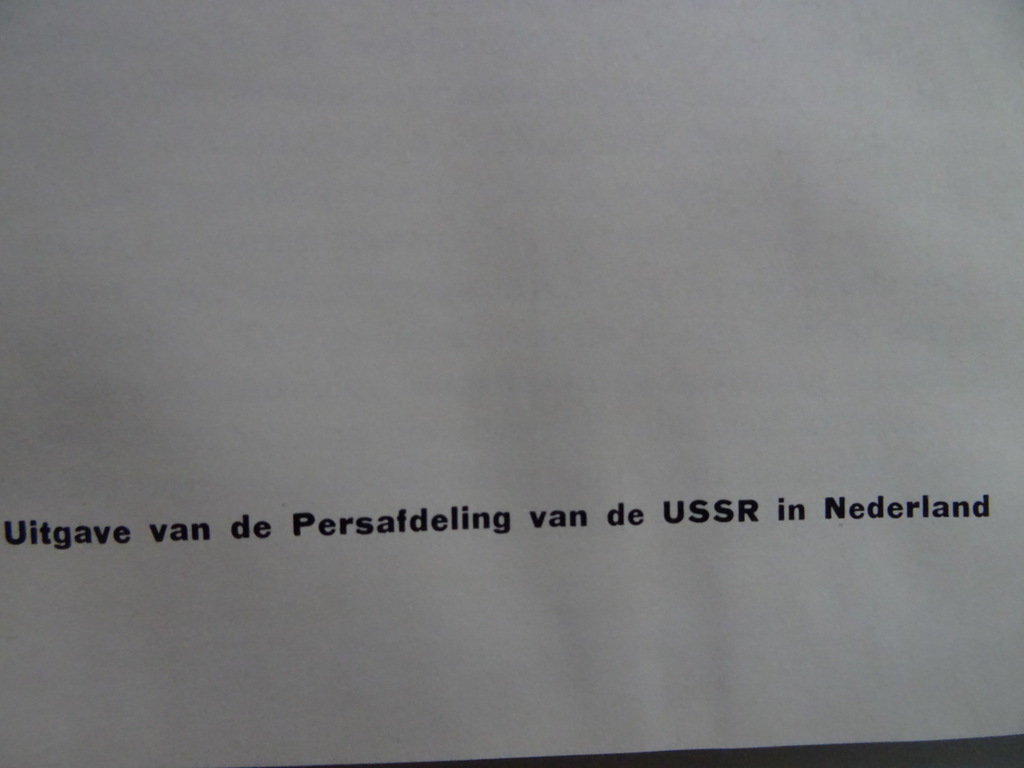 Uitgave van de Persafdeling van de USSR in Nederland